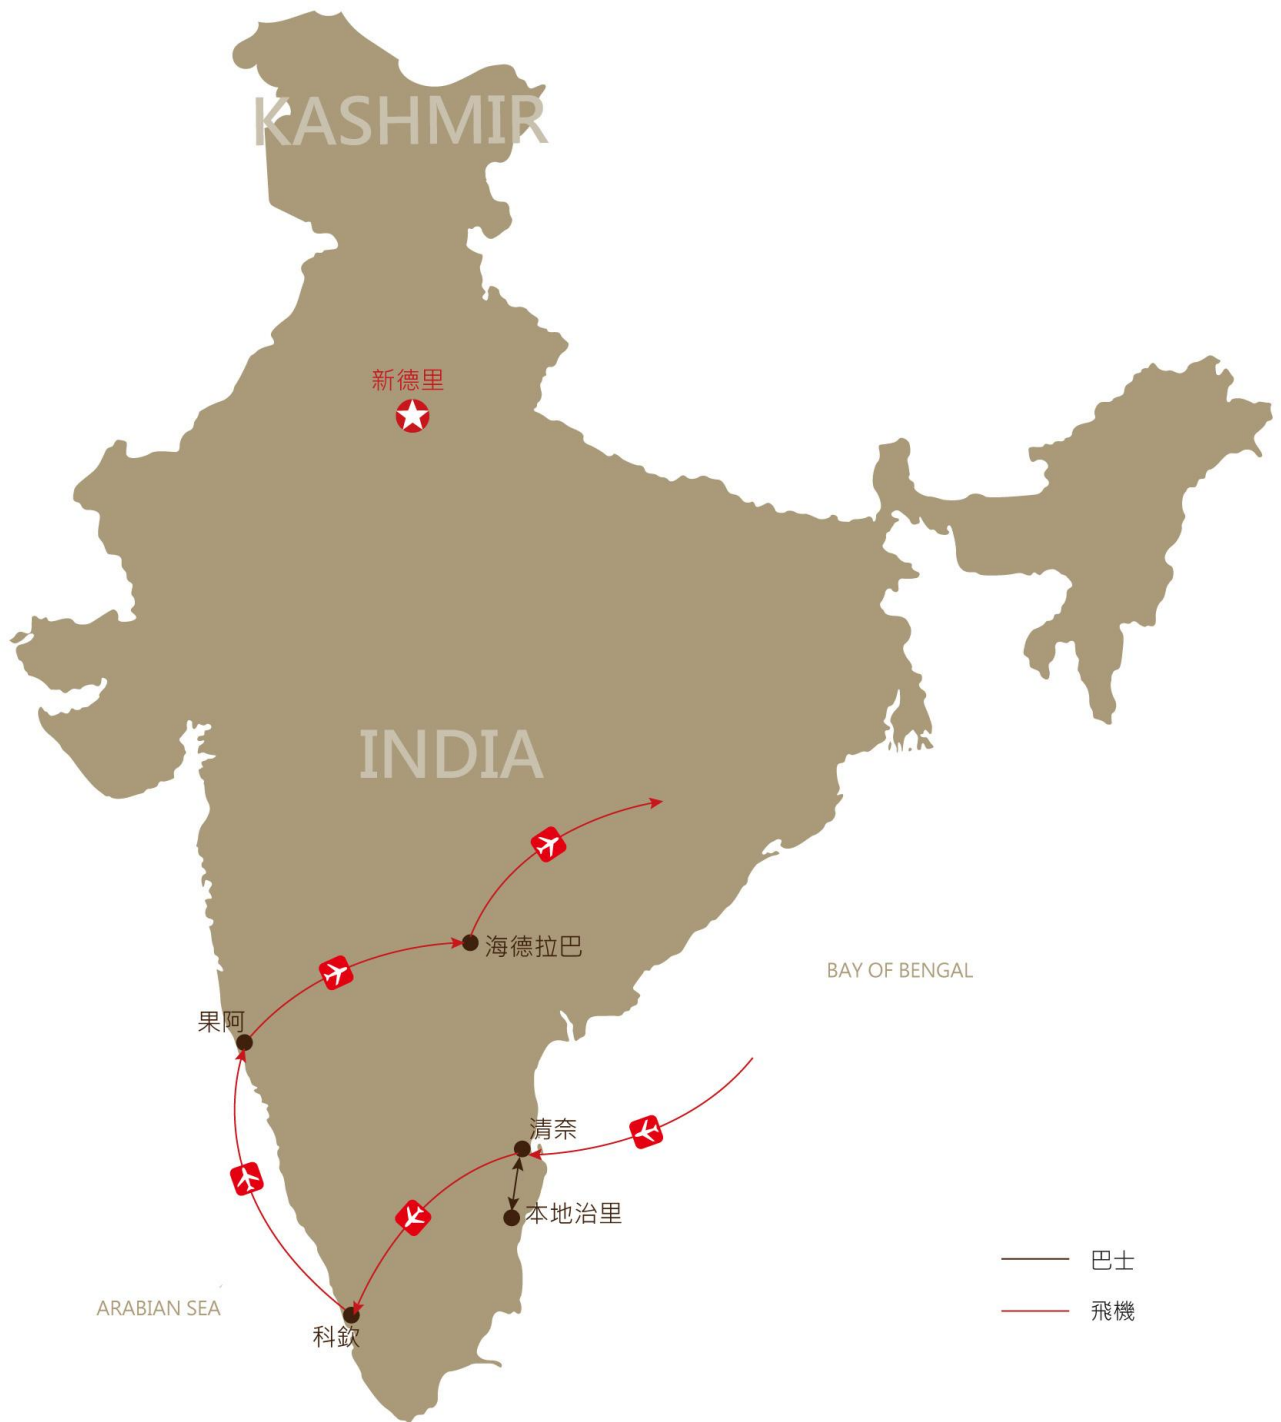 KASHMIR
新德里
INDIA
海德拉巴
BAY OF BENGAL
果阿
清奈
本地治里
巴士
ARABIAN SEA
飛機
科欽